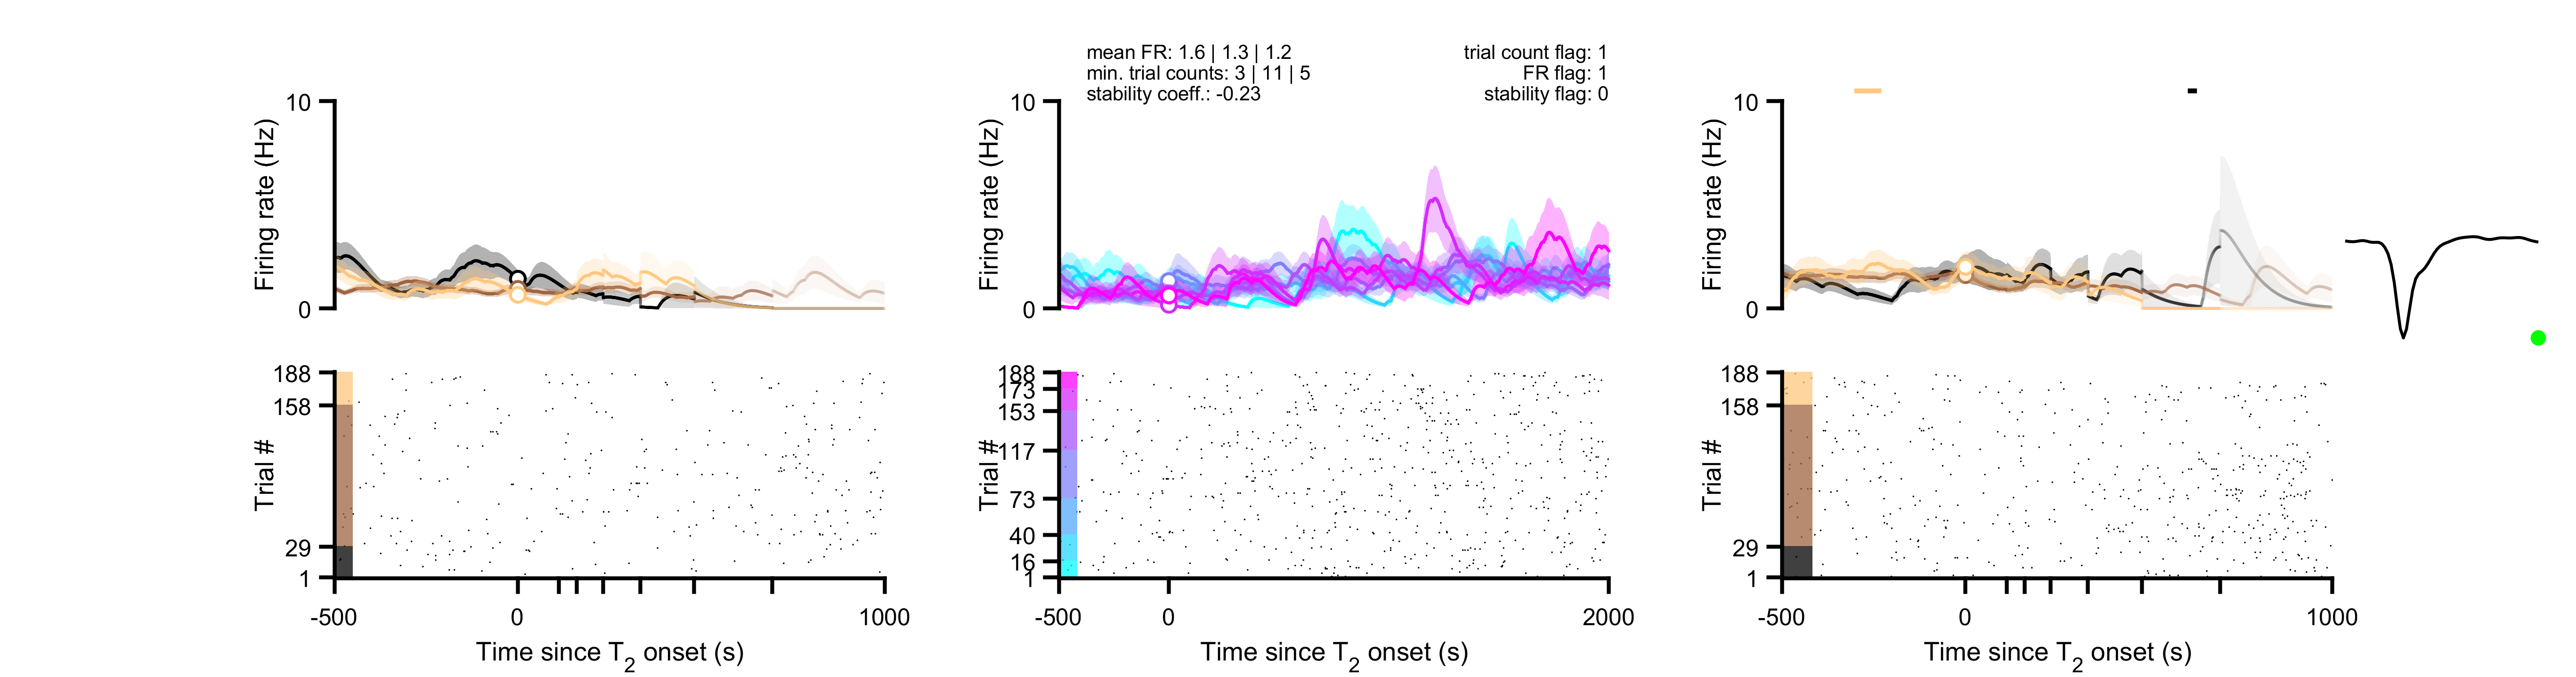 mean FR: 1.6 | 1.3 | 1.2
min. trial counts: 3 | 11 | 5
stability coeff.: -0.23
trial count flag: 1
FR flag: 1
stability flag: 0
10
Firing rate (Hz)
0
188
158
Trial #
29
1
-500
0
1000
Time since T2 onset (s)
10
Firing rate (Hz)
0
188
173
153
117
Trial #
73
40
16
1
-500
0
2000
Time since T2 onset (s)
10
Firing rate (Hz)
0
188
158
Trial #
29
1
-500
0
1000
Time since T2 onset (s)